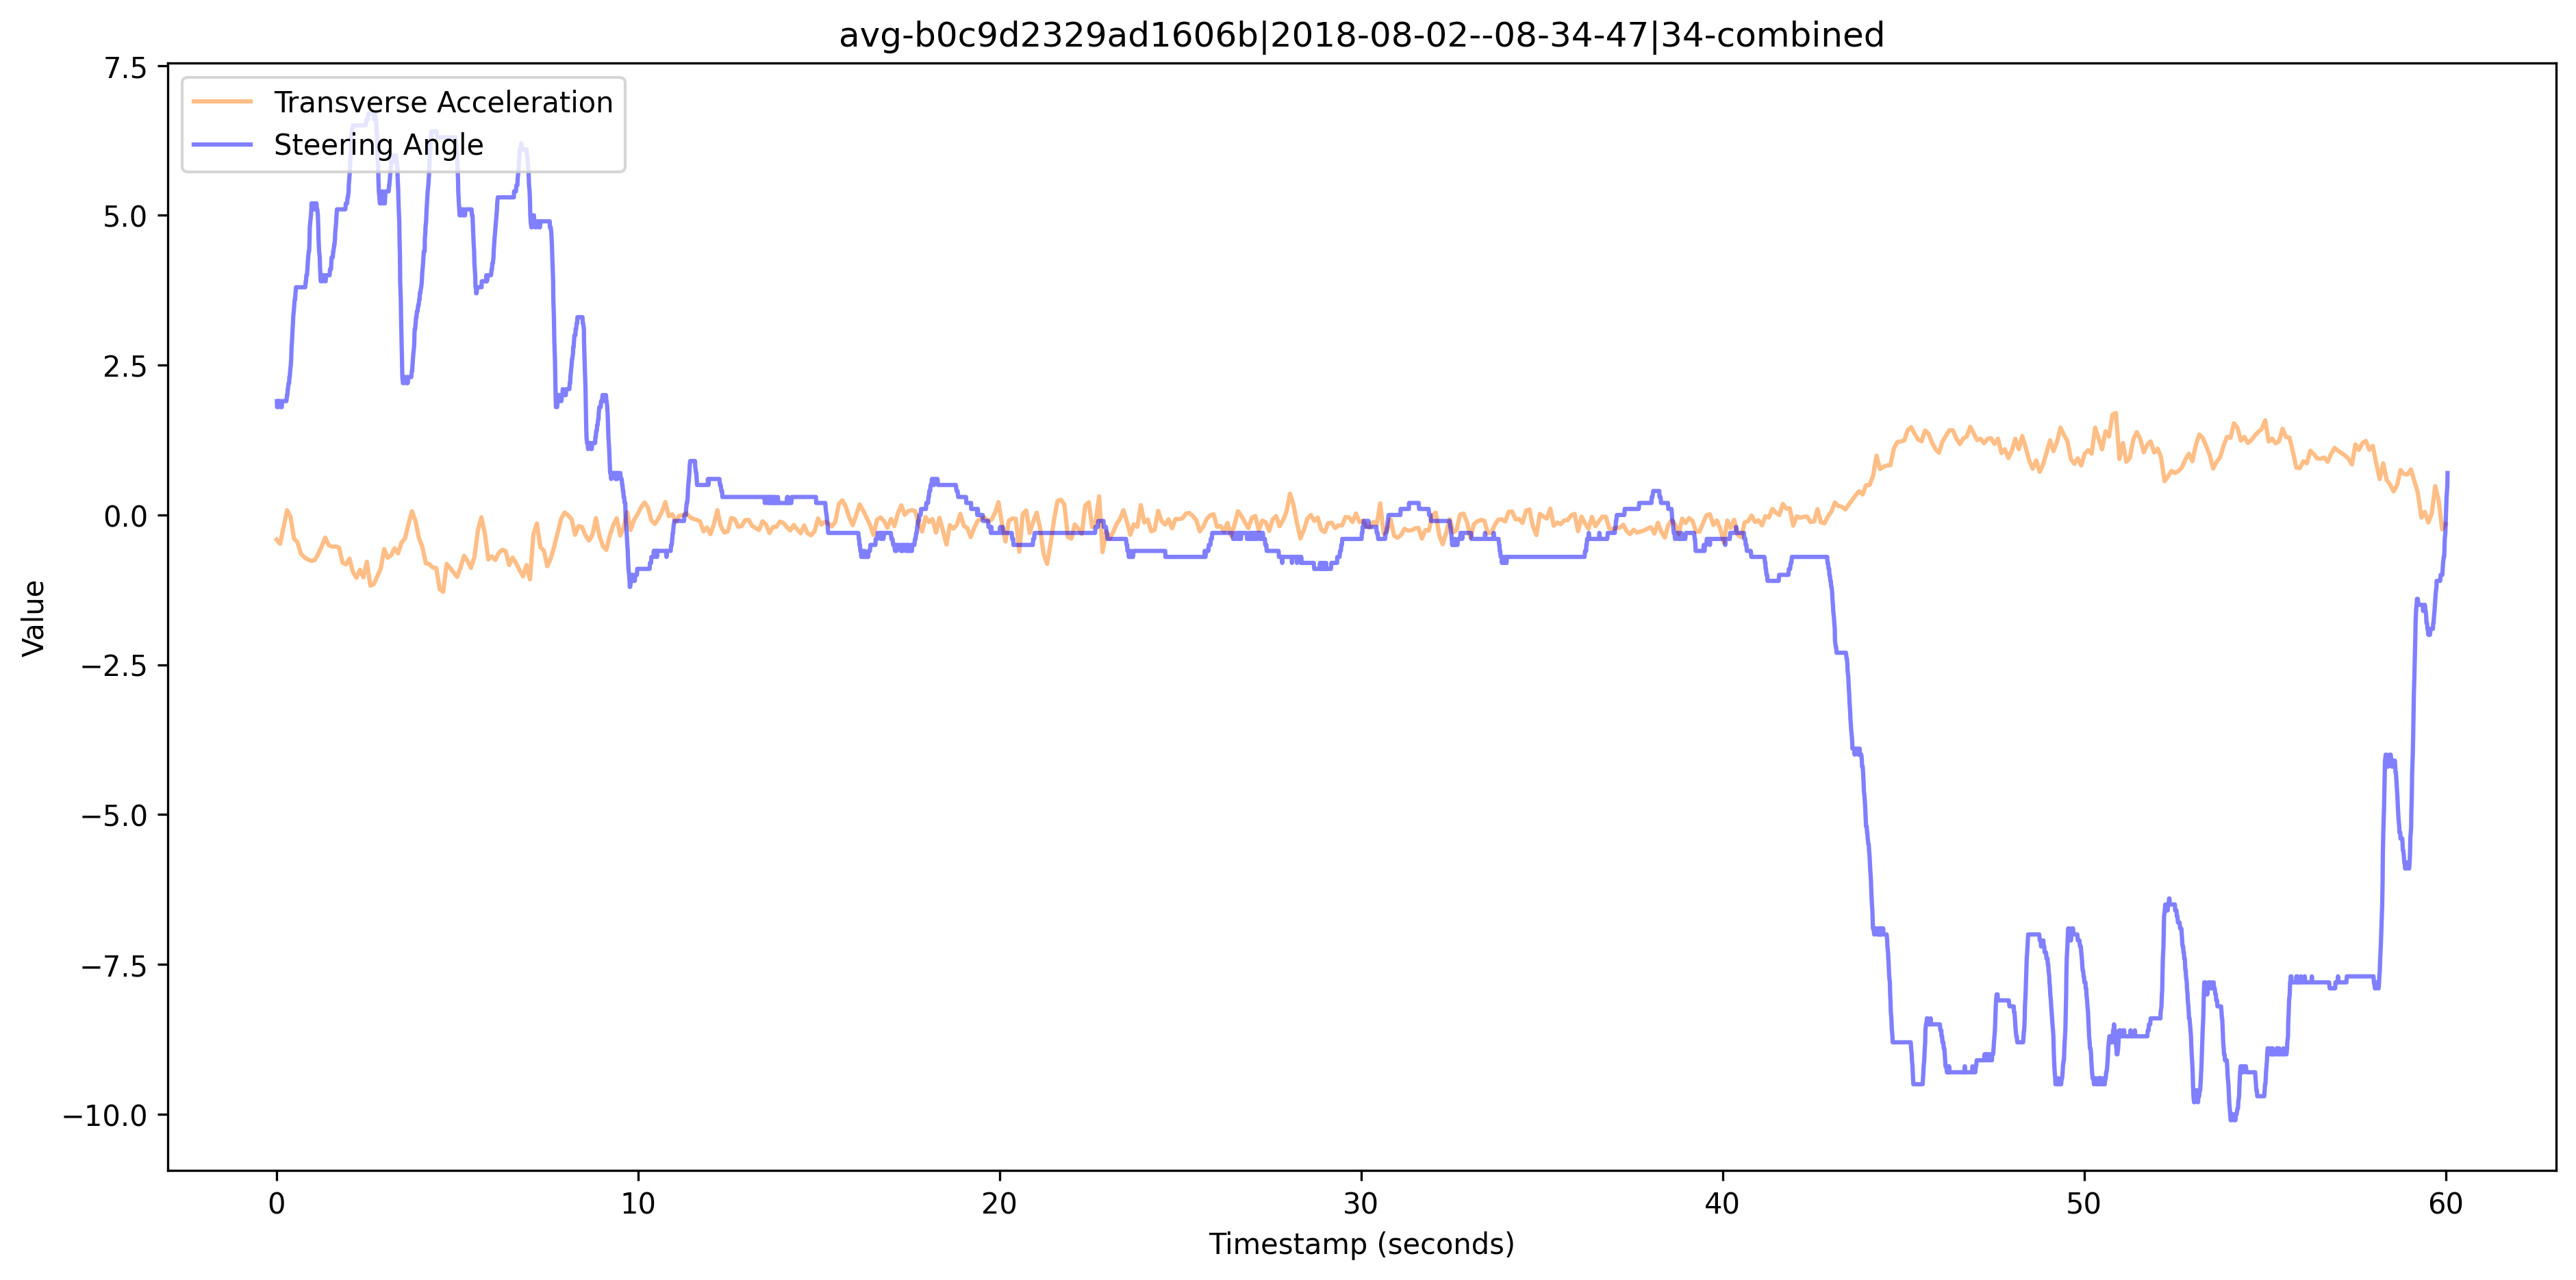 avg-b0c9d2329ad1606b|2018-08-02--08-34-47|34-combined
Transverse Acceleration
Steering Angle
7.5
5.0
2.5
0.0
−2.5
−5.0
−7.5
−10.0
Value
0 10 20 30 40 50 60
Timestamp (seconds)